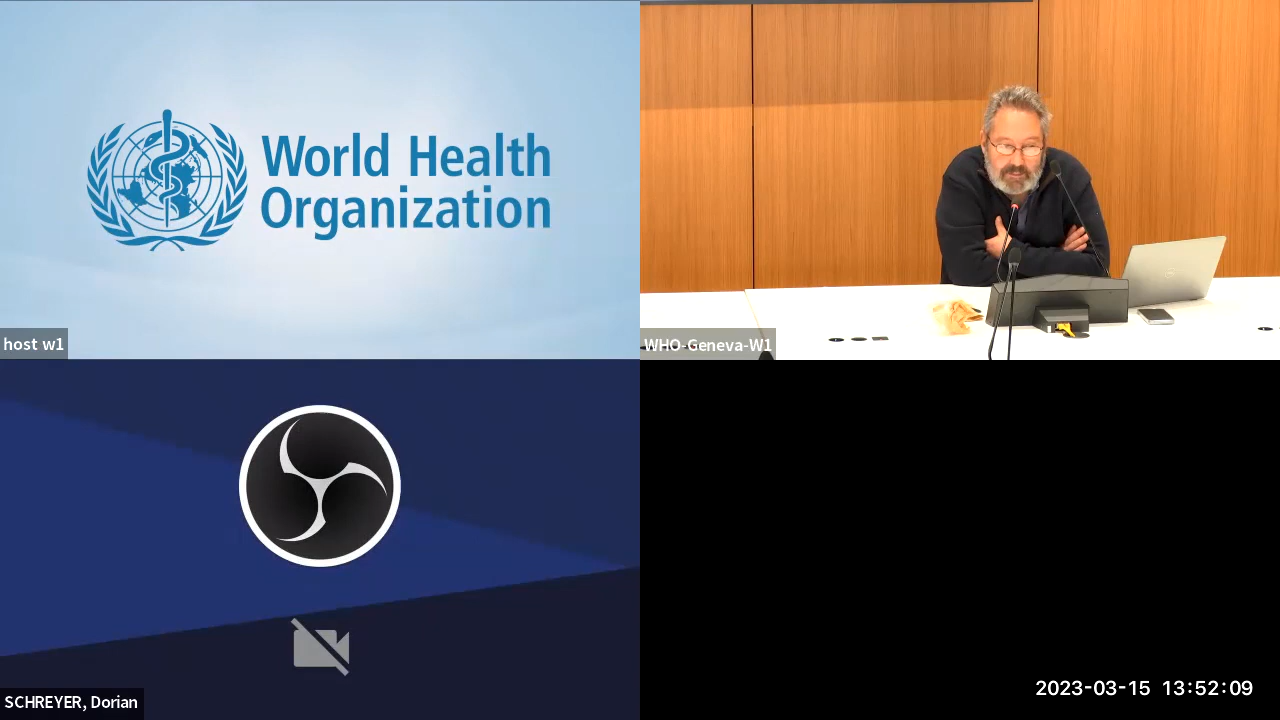 World Health
Organization
host w1
WHO-Geneva-W1
SCHREYER, Dorian
2023-03-15 13:52:09